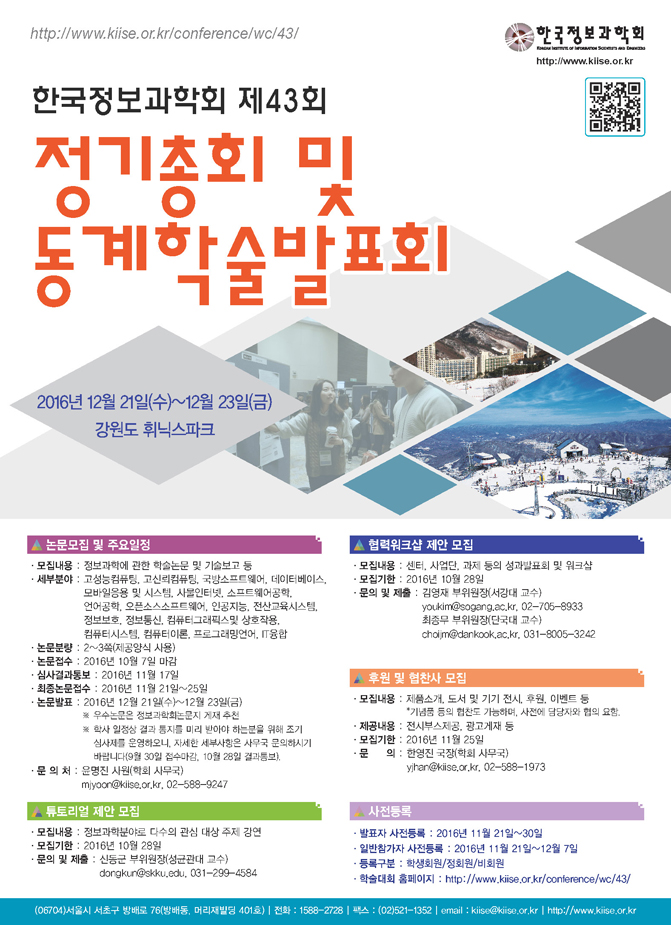 http://www.kiise.or.kr/conference/wc/43/
한국정보과학회
KOREAN INSTITUTE OF INFORMATION SCIENTISTS AND ENGINEERS
http://www.kiise.or.kr
한국정보과학회 제43회
정기총회 및
동계학술발표회
2016년 12월 21일(수)~12월 23일(금)
강원도 휘닉스파크
논문모집 및 주요일정
· 모집내용 : 정보과학에 관한 학술논문 및 기술보고 등
· 세부분야 : 고성능컴퓨팅, 고신뢰컴퓨팅, 국방소프트웨어, 데이터베이스,
모바일응용 및 시스템, 사물인터넷, 소프트웨어공학,
언어공학, 오픈소스소프트웨어, 인공지능, 전산교육시스템,
정보보호, 정보통신, 컴퓨터그래픽스및 상호작용,
컴퓨터시스템, 컴퓨터이론, 프로그래밍언어, IT융합
· 논문분량 : 2~3쪽(제공양식 사용)
· 논문접수 : 2016년 10월 7일 마감
· 심사결과통보 : 2016년 11월 17일
· 최종논문접수 : 2016년 11월 21일~25일
· 논문발표 : 2016년 12월 21일(수)~12월 23일(금)
※ 우수논문은 정보과학회논문지 게재 추천
※ 학사 일정상 결과 통지를 미리 받아야 하는분을 위해 조기
심사제를 운영하오니, 자세한 세부사항은 사무국 문의하시기
바랍니다(9월 30일 접수마감, 10월 28일 결과통보).
· 문 의 처 : 윤명진 사원(학회 사무국)
mjyoon@kiise.or.kr, 02-588-9247
튜토리얼 제안 모집
· 모집내용 : 정보과학분야로 다수의 관심 대상 주제 강연
· 모집기한 : 2016년 10월 28일
· 문의 및 제출 : 신동군 부위원장(성균관대 교수)
dongkun@skku.edu, 031-299-4584
협력워크샵 제안 모집
· 모집내용 : 센터, 사업단, 과제 등의 성과발표회 및 워크샵
· 모집기한 : 2016년 10월 28일
· 문의 및 제출 : 김영재 부위원장(서강대 교수)
youkim@sogang.ac.kr, 02-705-8933
최종무 부위원장(단국대 교수)
choijm@dankook.ac.kr, 031-8005-3242
후원 및 협찬사 모집
· 모집내용 : 제품소개, 도서 및 기기 전시, 후원, 이벤트 등
*기념품 등의 협찬도 가능하며, 사전에 담당자와 협의 요함.
· 제공내용 : 전시부스제공, 광고게재 등
· 모집기한 : 2016년 11월 25일
· 문 의 : 한영진 국장(학회 사무국)
yjhan@kiise.or.kr, 02-588-1973
사전등록
· 발표자 사전등록 : 2016년 11월 21일~30일
· 일반참가자 사전등록 : 2016년 11월 21일~12월 7일
· 등록구분 : 학생회원/정회원/비회원
· 학술대회 홈페이지 : http://www.kiise.or.kr/conference/wc/43/
(06704)서울시 서초구 방배로 76(방배동, 머리재빌딩 401호) | 전화 : 1588-2728 | 팩스 : (02)521-1352 | email : kiise@kiise.or.kr | http://www.kiise.or.kr